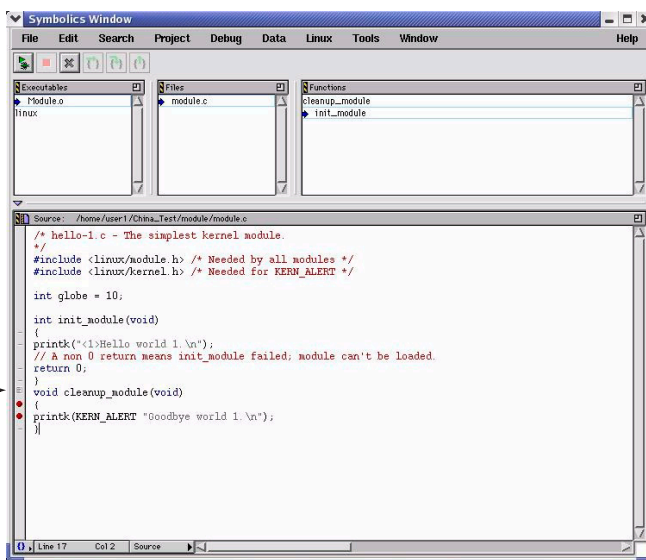 Symbolics Window
File Edit Search Project Debug Data Linux Tools Window Help
Executables
Module.o
linux
Files
module.c
Functions
cleanup_module
init_module
Source: /home/user1/China_Test/module/module.c
/* hello-1.c - The simplest kernel module.
*/
#include <linux/module.h> /* Needed by all modules */
#include <linux/kernel.h> /* Needed for KERN_ALERT */
int globe = 10;
int init_module(void)
{
printk("<1>Hello world 1.\n");
// A non 0 return means init_module failed; module can't be loaded.
return 0;
}
void cleanup_module(void)
{
printk(KERN_ALERT "Goodbye world 1.\n");
}
{} Line 17 Col 2 Source